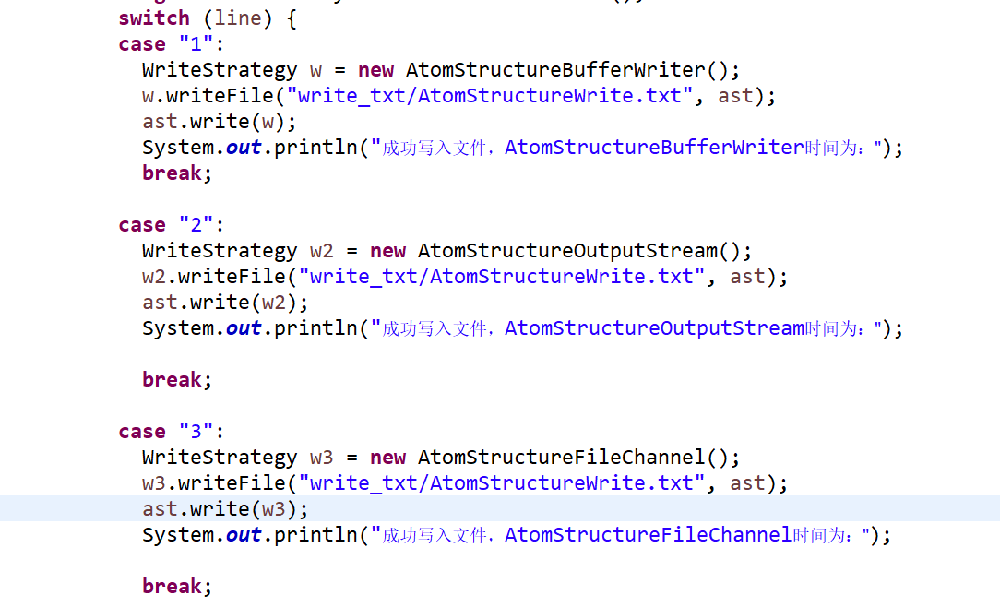 switch (line) {
case "1":
WriteStrategy w = new AtomStructureBufferWriter();
w.writeFile("write_txt/AtomStructureWrite.txt", ast);
ast.write(w);
System.out.println("成功写入文件，AtomStructureBufferWriter时间为：");
break;
case "2":
WriteStrategy w2 = new AtomStructureOutputStream();
w2.writeFile("write_txt/AtomStructureWrite.txt", ast);
ast.write(w2);
System.out.println("成功写入文件，AtomStructureOutputStream时间为：");
break;
case "3":
WriteStrategy w3 = new AtomStructureFileChannel();
w3.writeFile("write_txt/AtomStructureWrite.txt", ast);
ast.write(w3);
System.out.println("成功写入文件，AtomStructureFileChannel时间为：");
break;